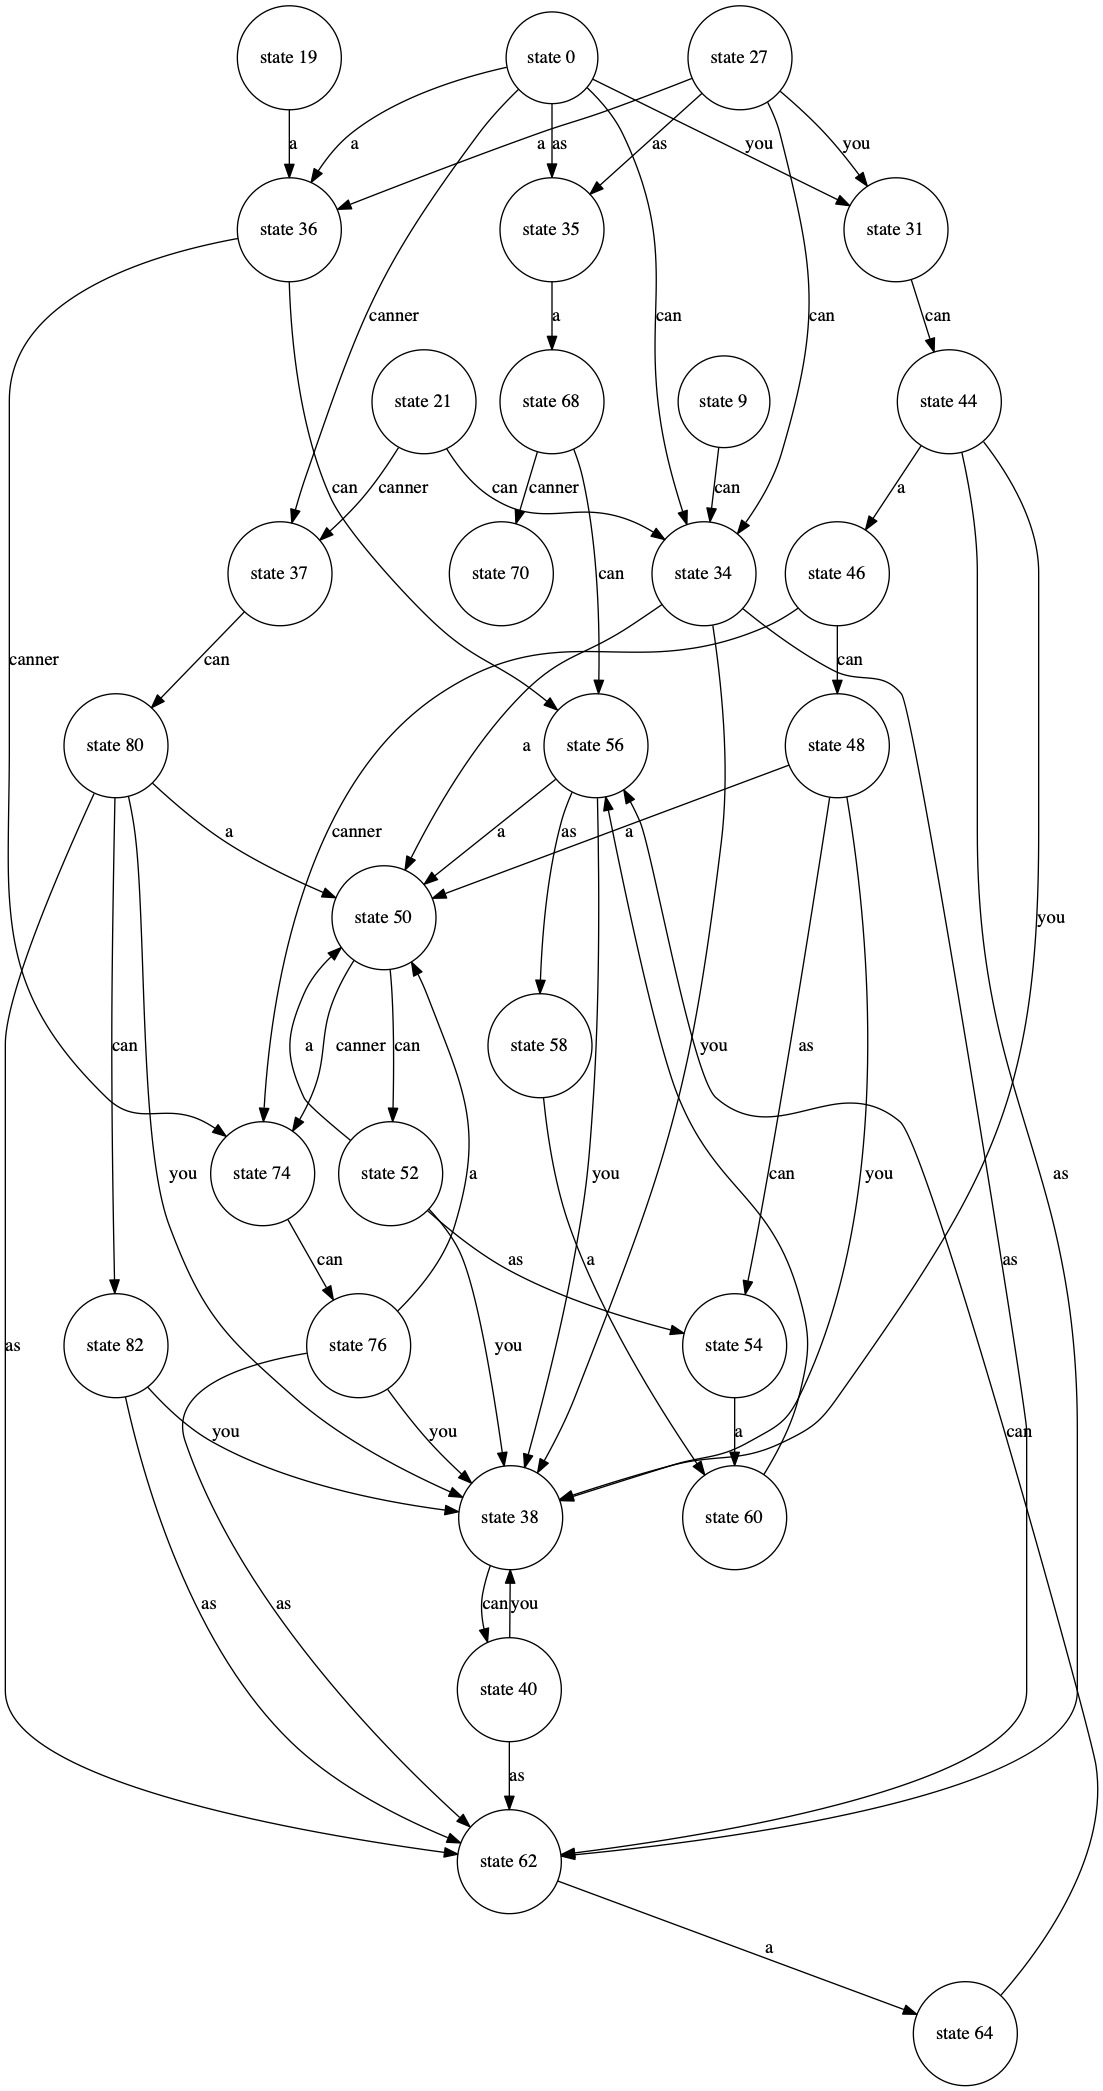 state 19
state 0
state 27
a
a
a
as
as
you
you
state 36
state 35
state 31
canner
a
can
can
can
state 21
state 68
state 9
state 44
can
canner
can
canner
can
a
state 37
state 70
can
state 34
state 46
canner
can
can
state 80
a
state 56
state 48
a
canner
a
as
a
state 50
you
can
a
canner
can
state 58
you
as
you
state 74
state 52
you
a
can
you
as
can
as
a
as
as
state 82
state 76
you
state 54
you
you
a
can
state 38
state 60
as
as
can
you
state 40
as
state 62
a
state 64